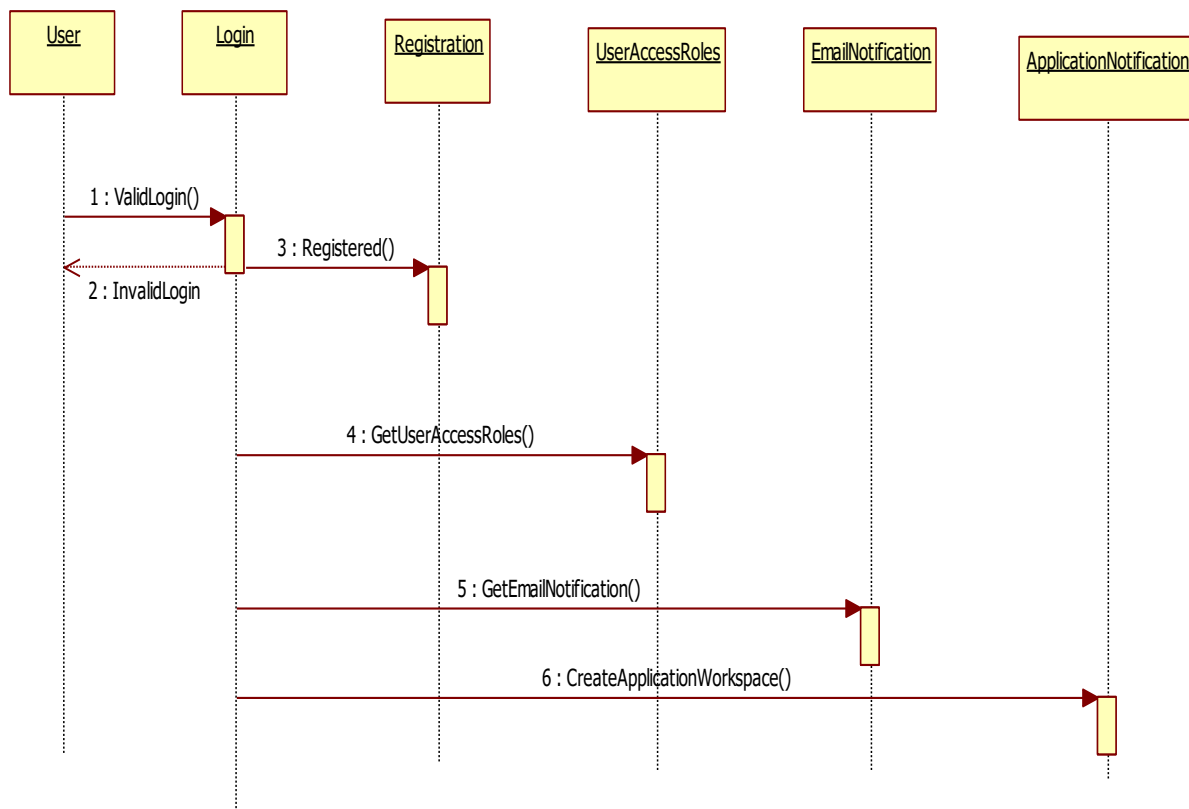 User
Login
Registration
UserAccessRoles
EmailNotification
ApplicationNotification
1 : ValidLogin()
3 : Registered()
2 : InvalidLogin
4 : GetUserAccessRoles()
5 : GetEmailNotification()
6 : CreateApplicationWorkspace()